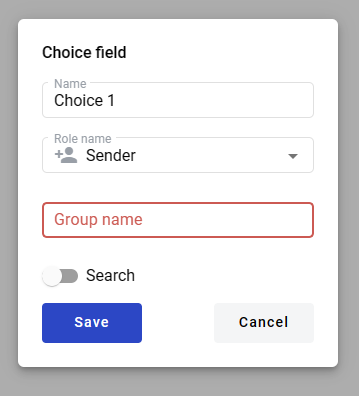 Choice field
Name
Choice 1
Role name
Sender
Group name
Search
Save
Cancel